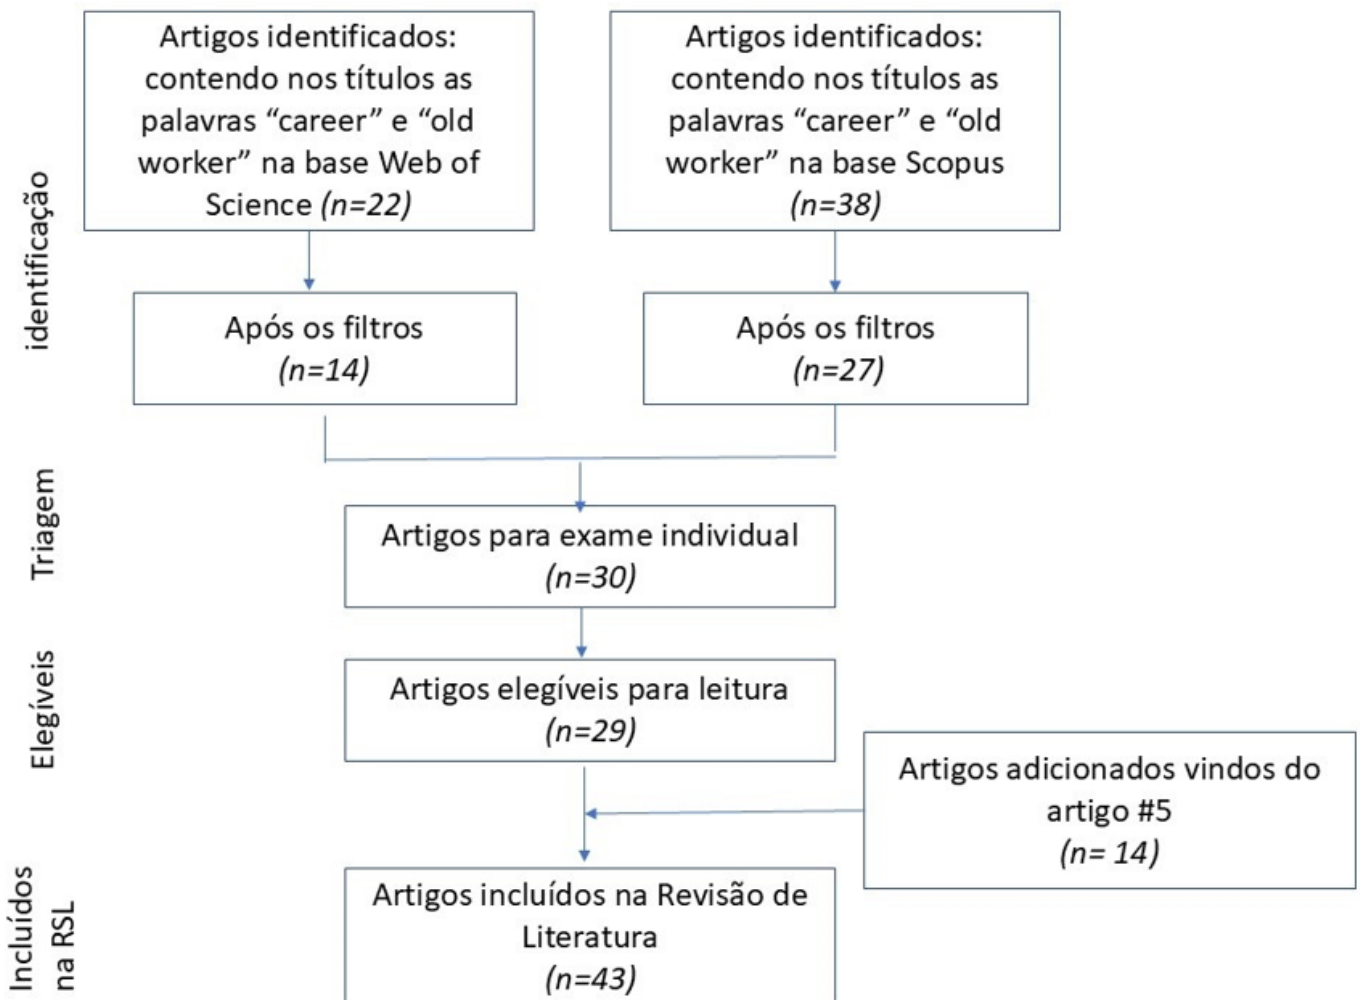 Artigos identificados:
contendo nos títulos as
palavras “career” e “old
worker” na base Web of
Science (n=22)
Artigos identificados:
contendo nos títulos as
palavras “career” e “old
worker” na base Scopus
(n=38)
identificação
Após os filtros
(n=14)
Após os filtros
(n=27)
Triagem
Artigos para exame individual
(n=30)
Elegíveis
Artigos elegíveis para leitura
(n=29)
Artigos adicionados vindos do
artigo #5
(n= 14)
Incluídos
na RSL
Artigos incluídos na Revisão de
Literatura
(n=43)